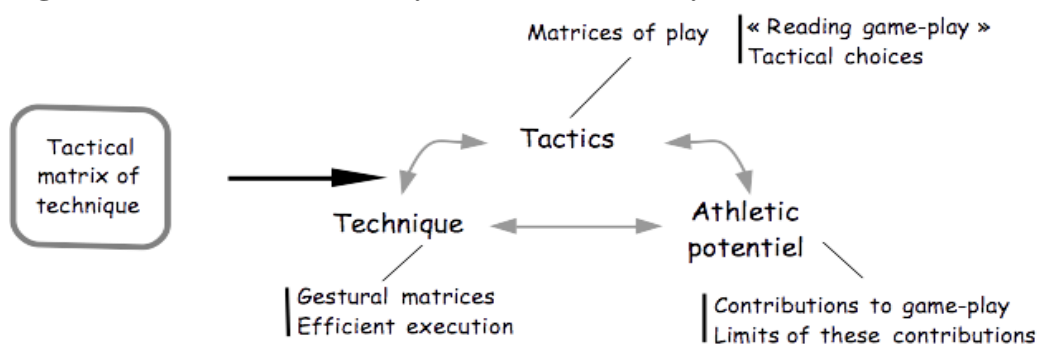 Matrices of play
« Reading game-play »
Tactical choices
Tactical
matrix of
technique
Tactics
Technique
Athletic
potentiel
Gestural matrices
Efficient execution
Contributions to game-play
Limits of these contributions